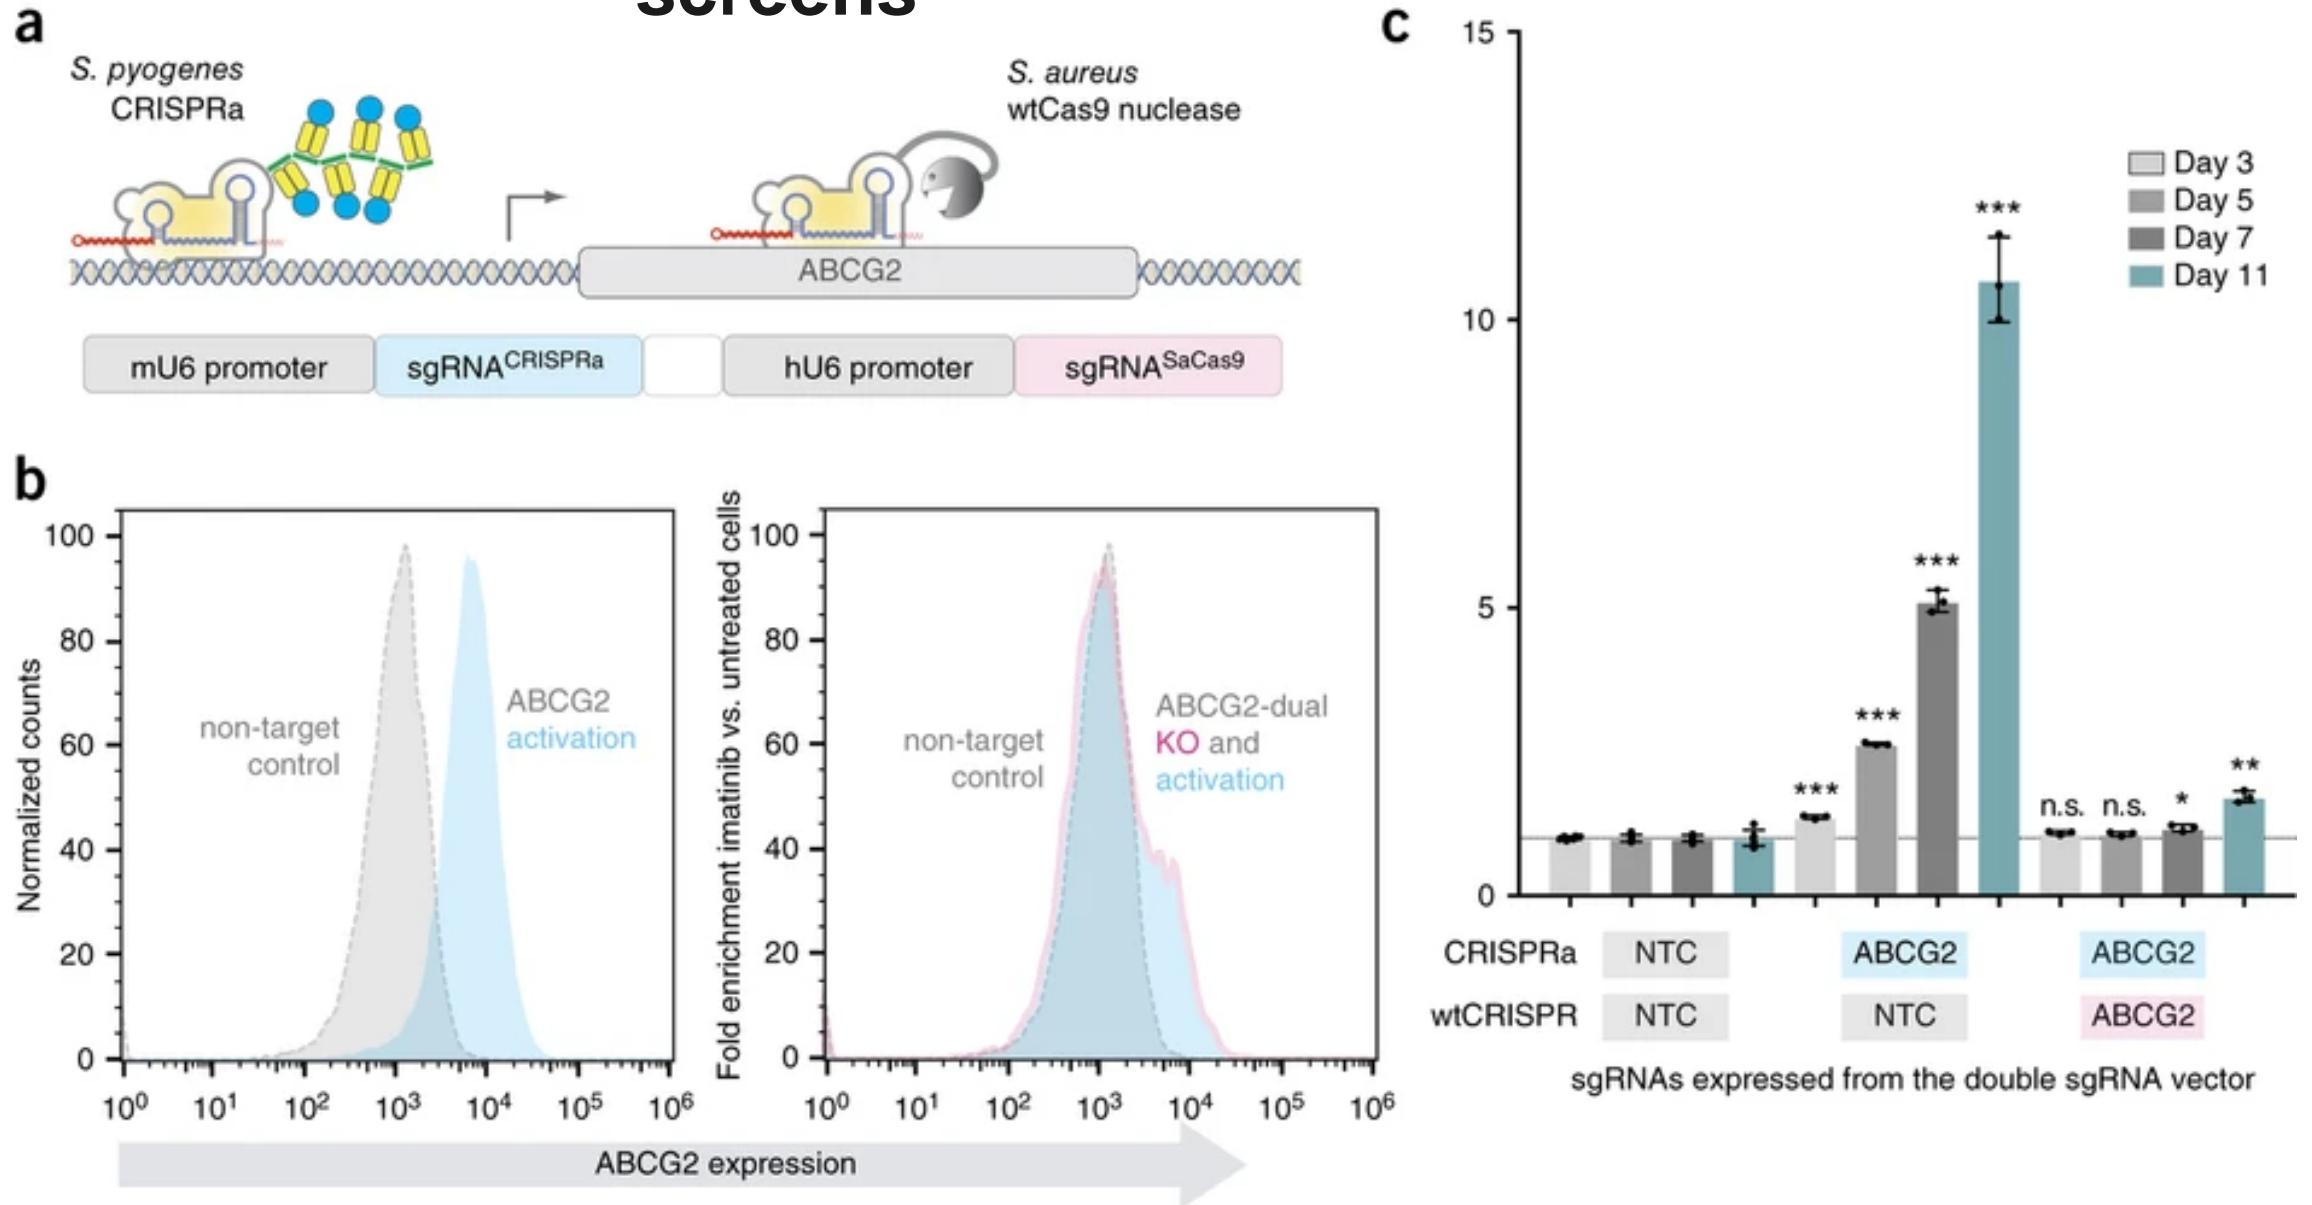 screens
a
S. pyogenes
CRISPRa
S. aureus
wtCas9 nuclease
ABCG2
mU6 promoter
sgRNA^CRISPRa
hU6 promoter
sgRNA^SaCas9
b
Normalized counts
100
80
60
40
20
0
non-target
control
ABCG2
activation
10⁰ 10¹ 10² 10³ 10⁴ 10⁵ 10⁶
Fold enrichment imatinib vs. untreated cells
100
80
60
40
20
0
non-target
control
ABCG2-dual
KO and
activation
10⁰ 10¹ 10² 10³ 10⁴ 10⁵ 10⁶
ABCG2 expression
c
15
10
5
0
Day 3
Day 5
Day 7
Day 11
***
***
***
***
n.s.
n.s.
*
**
CRISPRa NTC ABCG2 ABCG2
wtCRISPR NTC NTC ABCG2
sgRNAs expressed from the double sgRNA vector